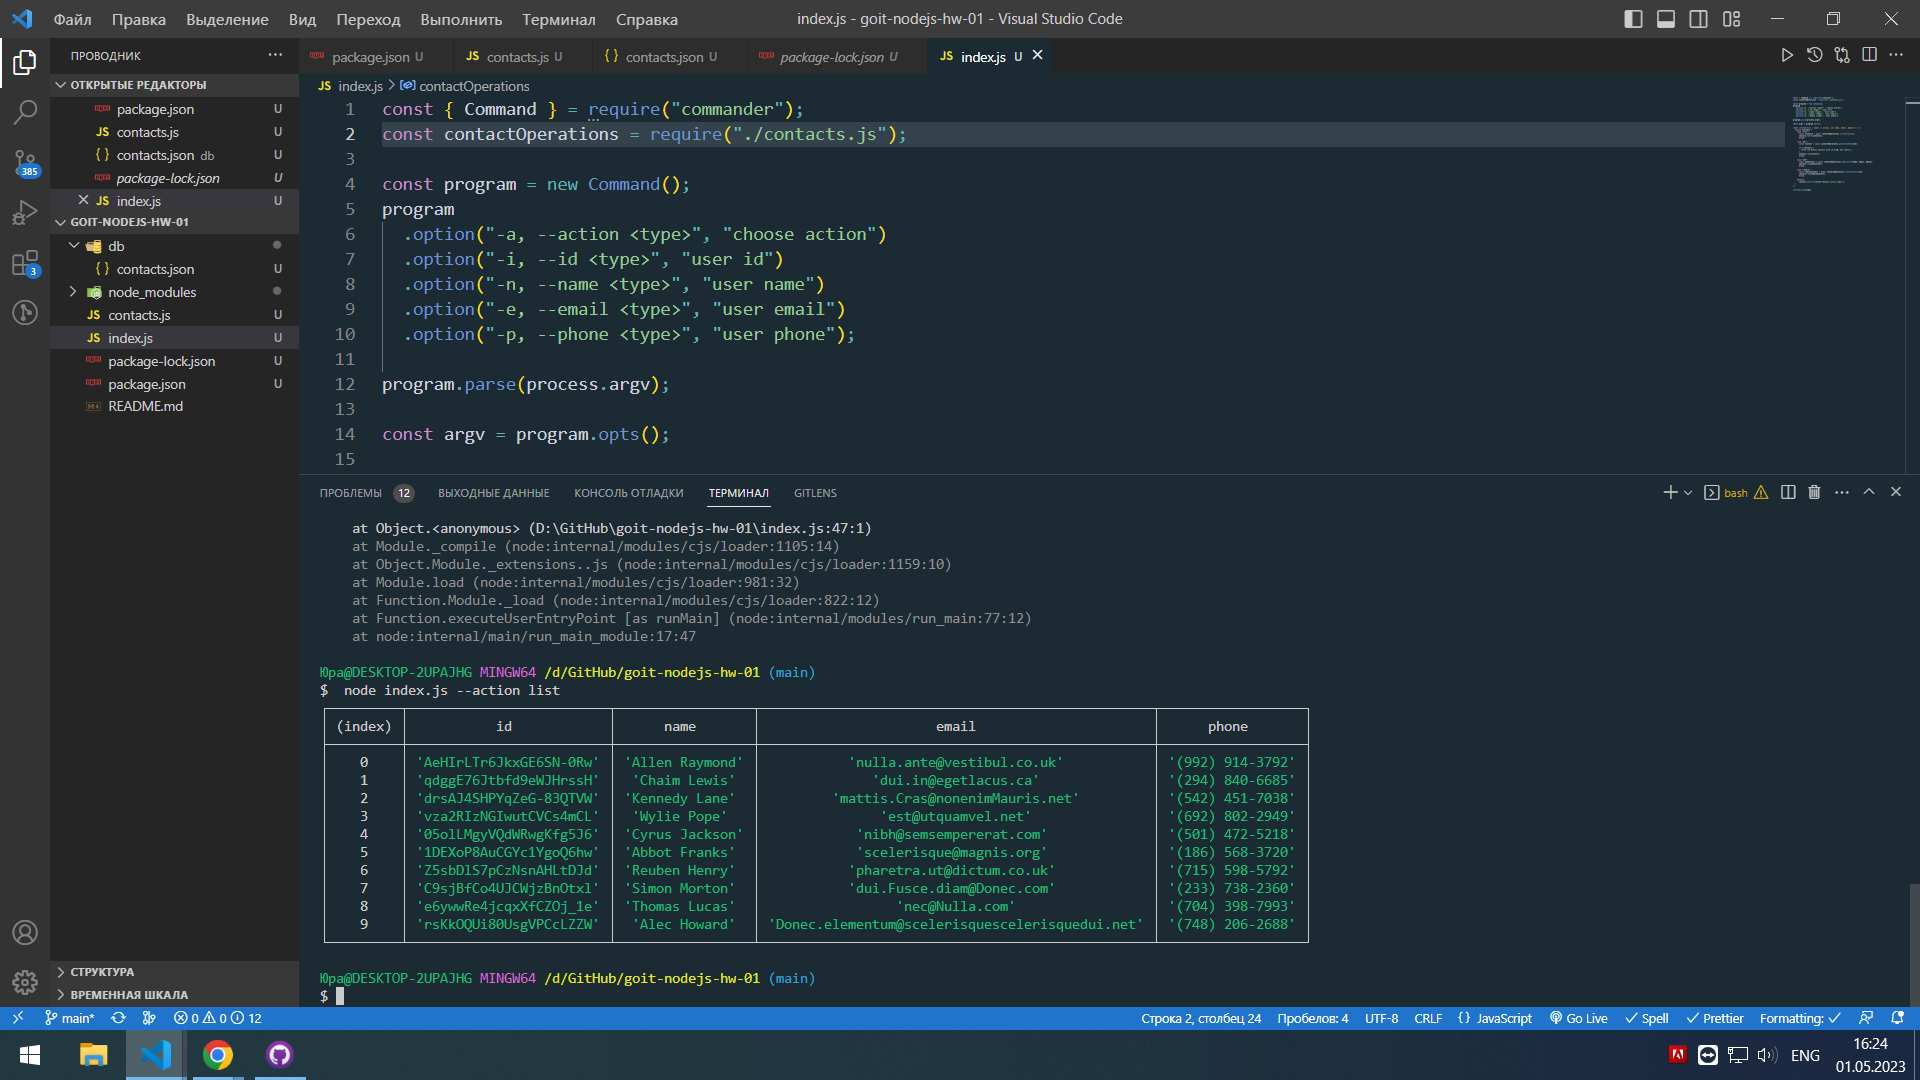 Файл Правка Выделение Вид Переход Выполнить Терминал Справка
index.js - goit-nodejs-hw-01 - Visual Studio Code
ПРОВОДНИК
ОТКРЫТЫЕ РЕДАКТОРЫ
package.json U
JS contacts.js U
{ } contacts.json db U
package-lock.json U
JS index.js U
GOIT-NODEJS-HW-01
db
{ } contacts.json U
node_modules
JS contacts.js U
JS index.js U
package-lock.json U
package.json U
README.md
СТРУКТУРА
ВРЕМЕННАЯ ШКАЛА
385
3
package.json U JS contacts.js U { } contacts.json U package-lock.json U JS index.js U
JS index.js > contactOperations
1 const { Command } = require("commander");
2 const contactOperations = require("./contacts.js");
3
4 const program = new Command();
5 program
6 .option("-a, --action <type>", "choose action")
7 .option("-i, --id <type>", "user id")
8 .option("-n, --name <type>", "user name")
9 .option("-e, --email <type>", "user email")
10 .option("-p, --phone <type>", "user phone");
11
12 program.parse(process.argv);
13
14 const argv = program.opts();
15
ПРОБЛЕМЫ 12 ВЫХОДНЫЕ ДАННЫЕ КОНСОЛЬ ОТЛАДКИ ТЕРМИНАЛ GITLENS
bash
at Object.<anonymous> (D:\GitHub\goit-nodejs-hw-01\index.js:47:1)
at Module._compile (node:internal/modules/cjs/loader:1105:14)
at Object.Module._extensions..js (node:internal/modules/cjs/loader:1159:10)
at Module.load (node:internal/modules/cjs/loader:981:32)
at Function.Module._load (node:internal/modules/cjs/loader:822:12)
at Function.executeUserEntryPoint [as runMain] (node:internal/modules/run_main:77:12)
at node:internal/main/run_main_module:17:47
Юра@DESKTOP-2UPAJHG MINGW64 /d/GitHub/goit-nodejs-hw-01 (main)
$ node index.js --action list
(index) id name email phone
0 'AeHIrLTr6JkxGE6SN-0Rw' 'Allen Raymond' 'nulla.ante@vestibul.co.uk' '(992) 914-3792'
1 'qdggE76Jtbfd9eWJHrssH' 'Chaim Lewis' 'dui.in@egetlacus.ca' '(294) 840-6685'
2 'drsAJ4SHPYqZeG-83QTVW' 'Kennedy Lane' 'mattis.Cras@nonenimMauris.net' '(542) 451-7038'
3 'vza2RIzNGIwutCVCs4mCL' 'Wylie Pope' 'est@utquamvel.net' '(692) 802-2949'
4 '05olLMgyVQdWRwgKfg5J6' 'Cyrus Jackson' 'nibh@semsempererat.com' '(501) 472-5218'
5 '1DEXoP8AuCGYc1YgoQ6hw' 'Abbot Franks' 'scelerisque@magnis.org' '(186) 568-3720'
6 'Z5sbDlS7pCzNsnAHLtDJd' 'Reuben Henry' 'pharetra.ut@dictum.co.uk' '(715) 598-5792'
7 'C9sjBfCo4UJCWjzBnOtxl' 'Simon Morton' 'dui.Fusce.diam@Donec.com' '(233) 738-2360'
8 'e6ywwRe4jcqxXfCZOj_1e' 'Thomas Lucas' 'nec@Nulla.com' '(704) 398-7993'
9 'rsKkOQUi80UsgVPCcLZZW' 'Alec Howard' 'Donec.elementum@scelerisquescelerisquedui.net' '(748) 206-2688'
Юра@DESKTOP-2UPAJHG MINGW64 /d/GitHub/goit-nodejs-hw-01 (main)
$
main* 0 0 12 Строка 2, столбец 24 Пробелов: 4 UTF-8 CRLF { } JavaScript Go Live Spell Prettier Formatting:
ENG
16:24
01.05.2023